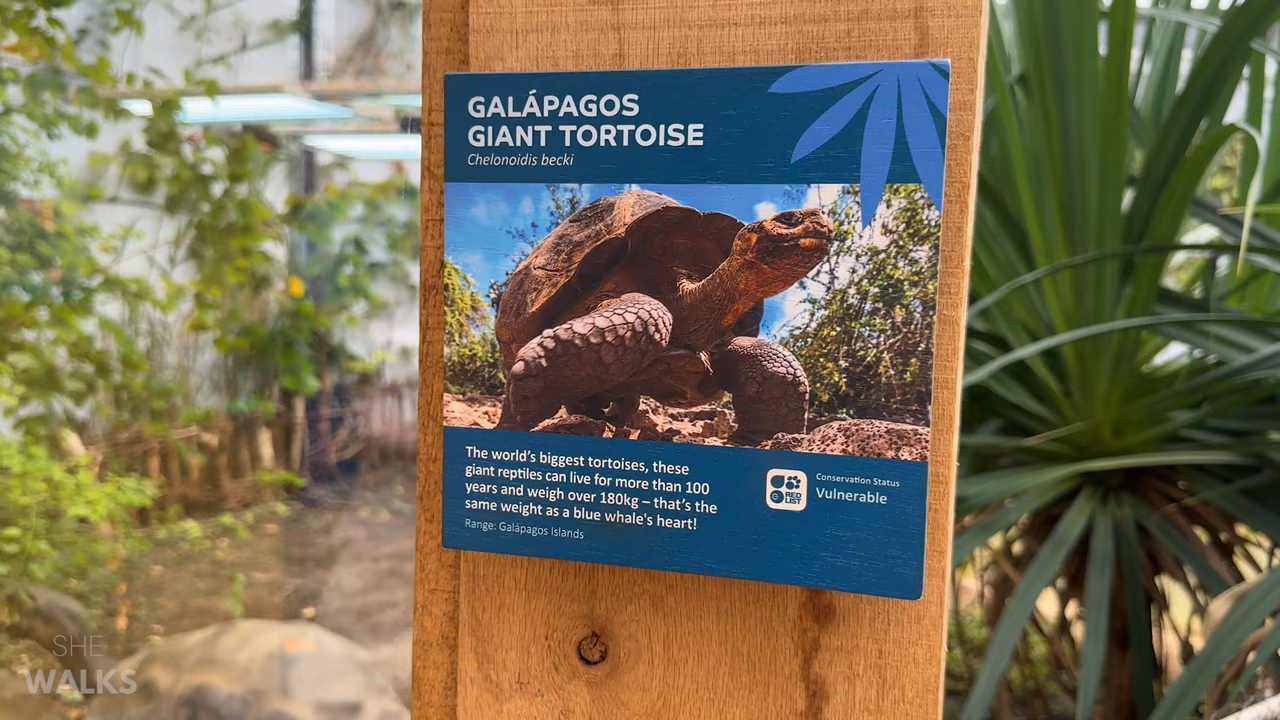 GALÁPAGOS
GIANT TORTOISE
Chelonoidis becki
The world's biggest tortoises, these
giant reptiles can live for more than 100
years and weigh over 180kg – that's the
same weight as a blue whale's heart!
Range: Galápagos Islands
RED
LIST
Conservation Status
Vulnerable
SHE
WALKS